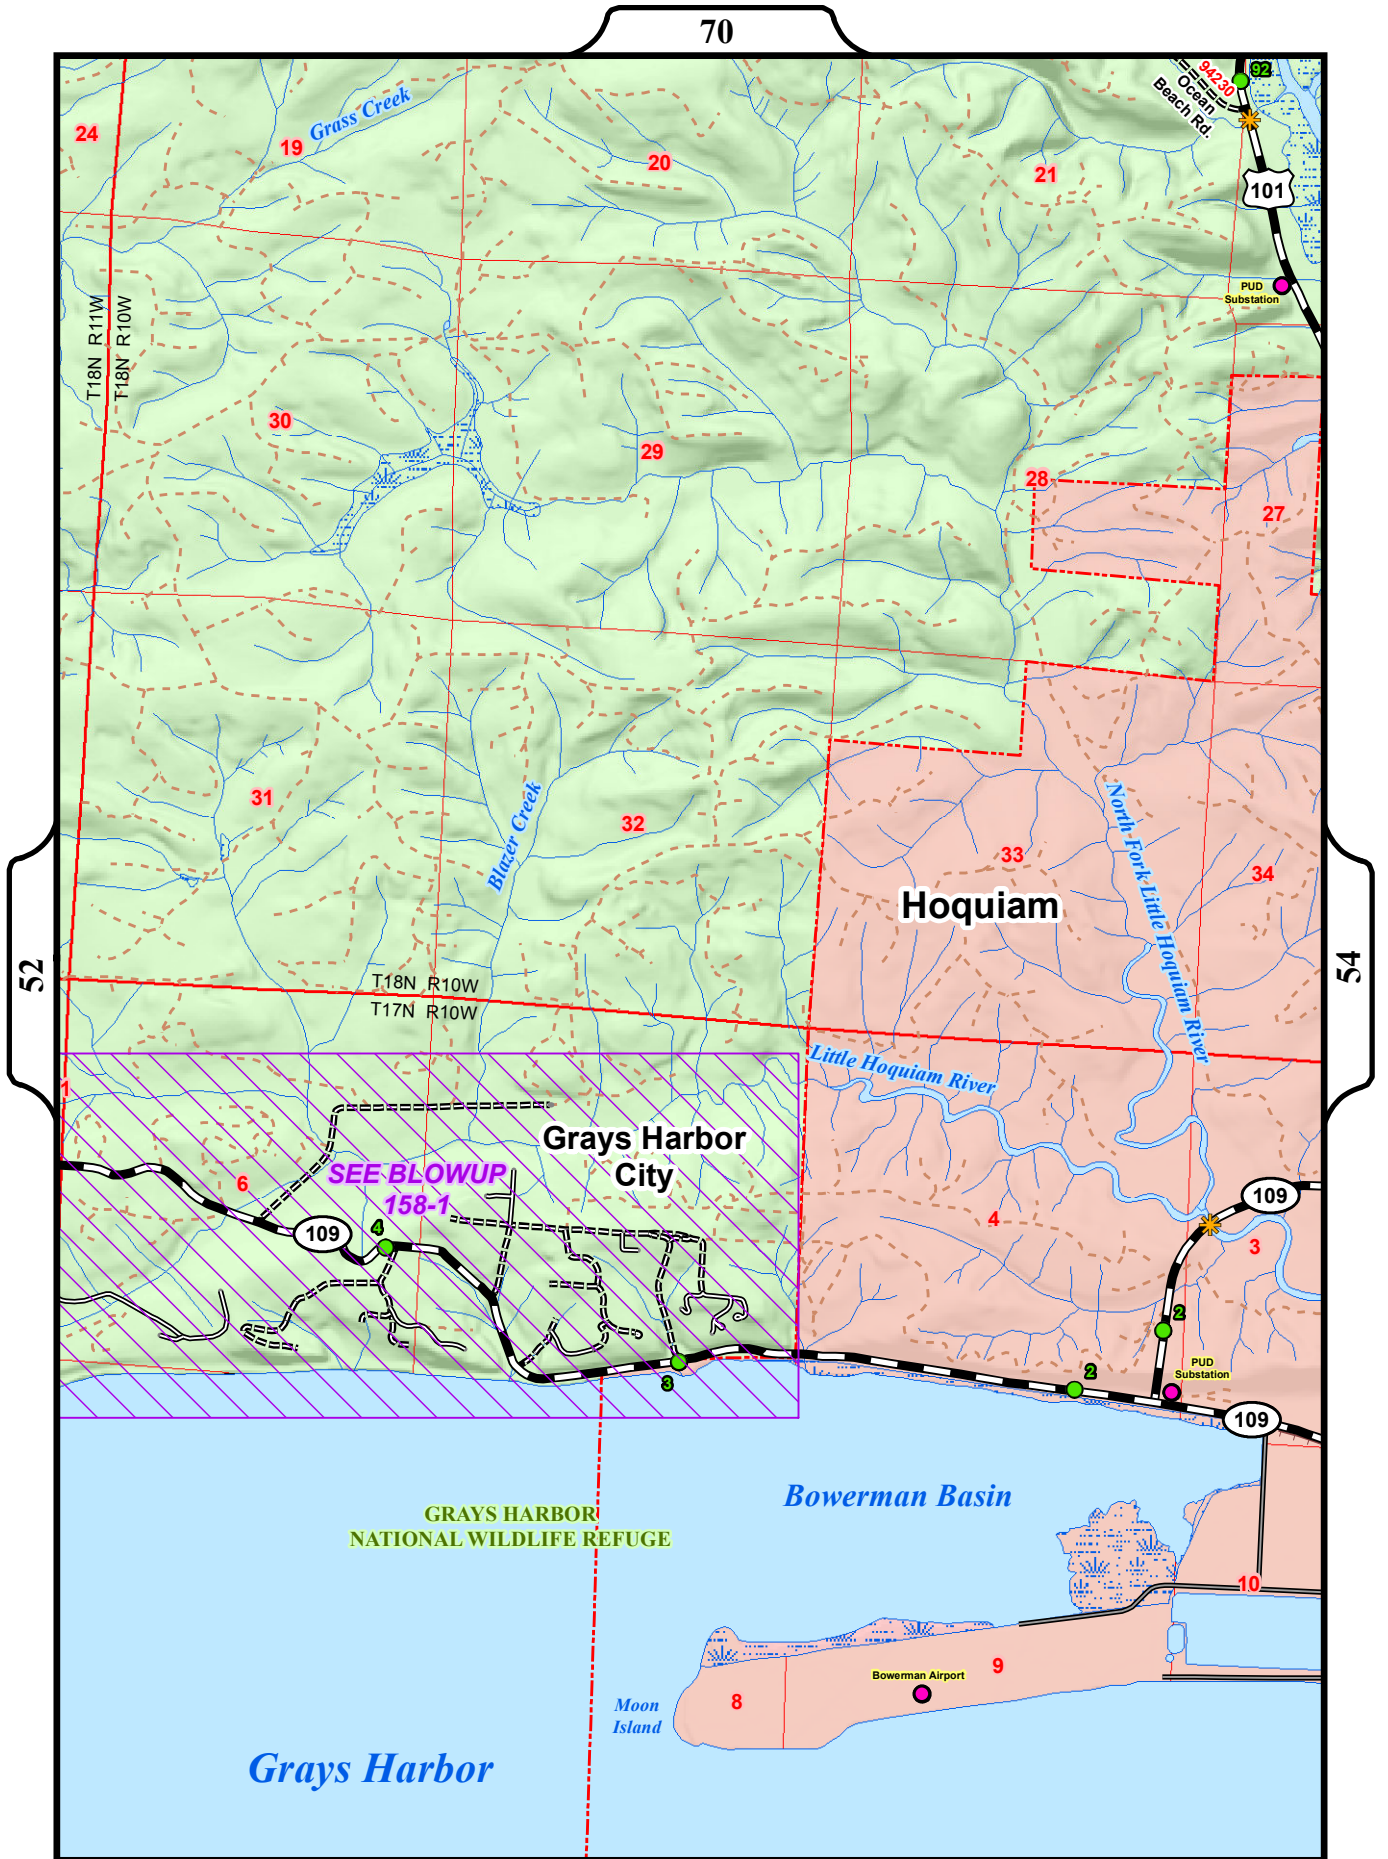 70
92
94230
Ocean
Beach Rd.
Grass Creek
24
19
20
21
101
PUD
Substation
T18N R11W
T18N R10W
30
29
28
27
31
Blazer Creek
32
33
34
Hoquiam
North Fork Little Hoquiam River
52
54
T18N R10W
T17N R10W
Little Hoquiam River
1
Grays Harbor
City
SEE BLOWUP
158-1
6
109
4
4
109
3
2
3
2
PUD
Substation
109
Bowerman Basin
GRAYS HARBOR
NATIONAL WILDLIFE REFUGE
10
9
Bowerman Airport
8
Moon
Island
Grays Harbor